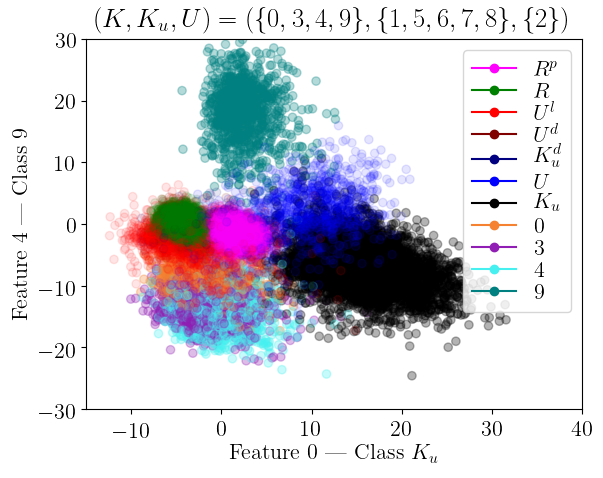 (K, K_u, U) = ({0, 3, 4, 9}, {1, 5, 6, 7, 8}, {2})
30
20
10
0
−10
−20
−30
Feature 4 — Class 9
R^p
R
U^l
U^d
K_u^d
U
K_u
0
3
4
9
−10 0 10 20 30 40
Feature 0 — Class K_u